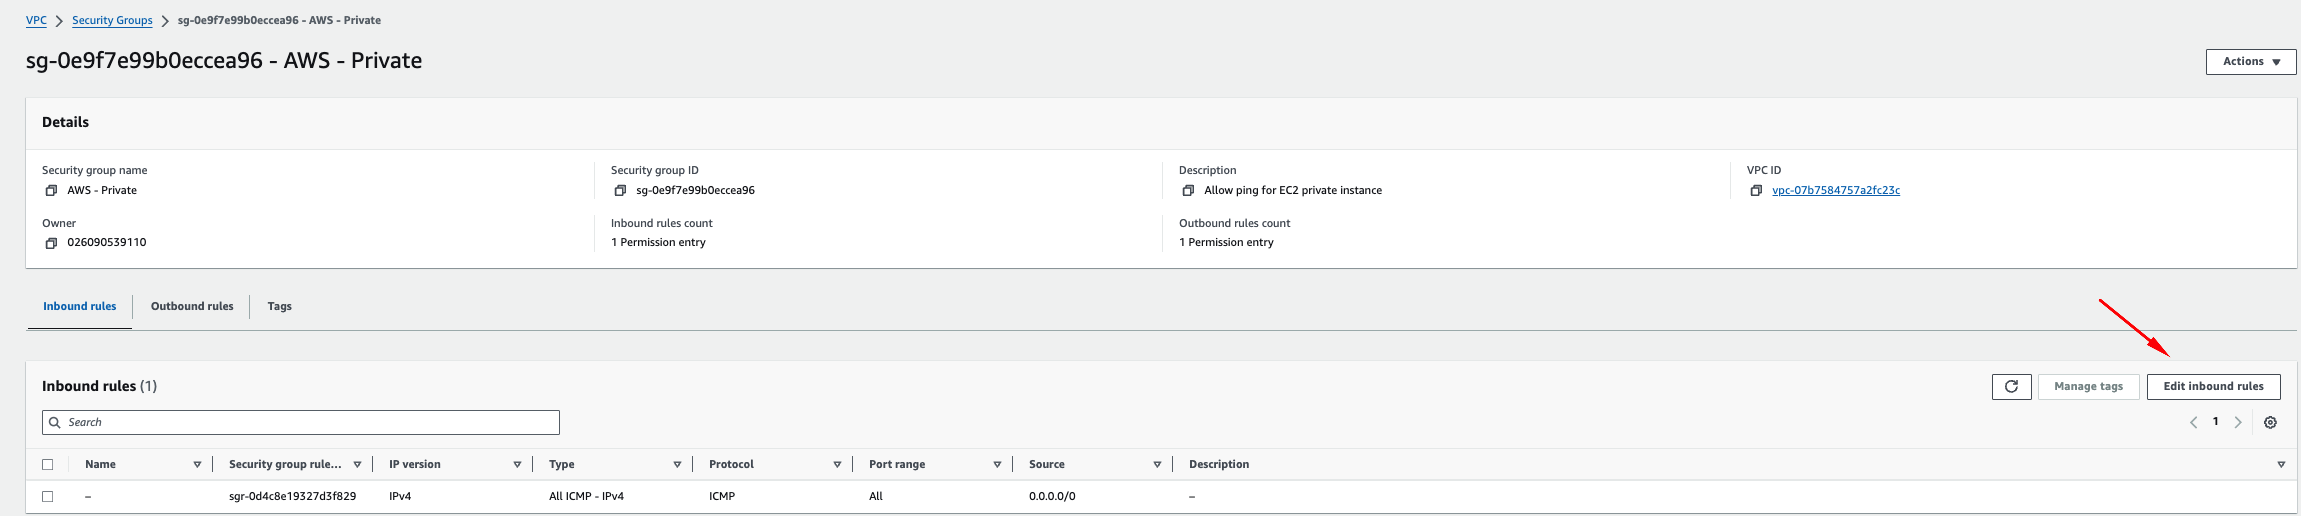 VPC > Security Groups > sg-0e9f7e99b0eccea96 - AWS - Private
sg-0e9f7e99b0eccea96 - AWS - Private
Actions
Details
Security group name
AWS - Private
Security group ID
sg-0e9f7e99b0eccea96
Description
Allow ping for EC2 private instance
VPC ID
vpc-07b7584757a2fc23c
Owner
026090539110
Inbound rules count
1 Permission entry
Outbound rules count
1 Permission entry
Inbound rules Outbound rules Tags
Inbound rules (1)
Manage tags Edit inbound rules
Search
1
Name Security group rule... IP version Type Protocol Port range Source Description
– sgr-0d4c8e19327d3f829 IPv4 All ICMP - IPv4 ICMP All 0.0.0.0/0 –